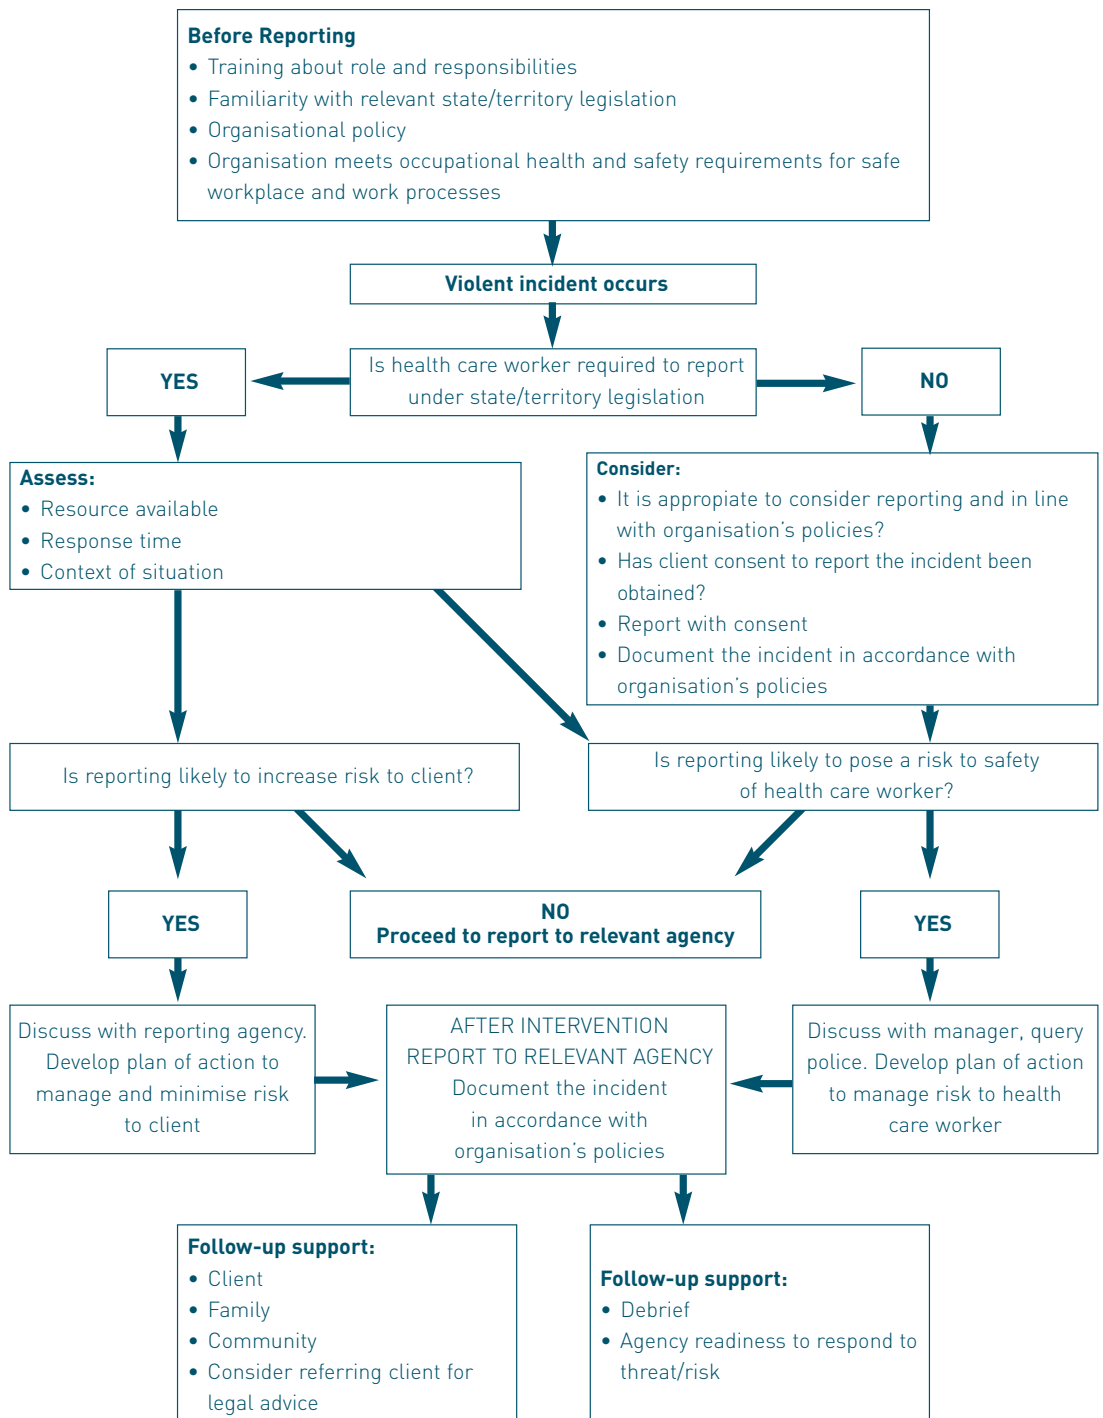 Before Reporting
• Training about role and responsibilities
• Familiarity with relevant state/territory legislation
• Organisational policy
• Organisation meets occupational health and safety requirements for safe
workplace and work processes
Violent incident occurs
Is health care worker required to report
under state/territory legislation
YES
NO
Assess:
• Resource available
• Response time
• Context of situation
Consider:
• It is appropiate to consider reporting and in line
with organisation's policies?
• Has client consent to report the incident been
obtained?
• Report with consent
• Document the incident in accordance with
organisation's policies
Is reporting likely to increase risk to client?
Is reporting likely to pose a risk to safety
of health care worker?
YES
NO
Proceed to report to relevant agency
YES
Discuss with reporting agency.
Develop plan of action to
manage and minimise risk
to client
AFTER INTERVENTION
REPORT TO RELEVANT AGENCY
Document the incident
in accordance with
organisation's policies
Discuss with manager, query
police. Develop plan of action
to manage risk to health
care worker
Follow-up support:
• Client
• Family
• Community
• Consider referring client for
legal advice
Follow-up support:
• Debrief
• Agency readiness to respond to
threat/risk